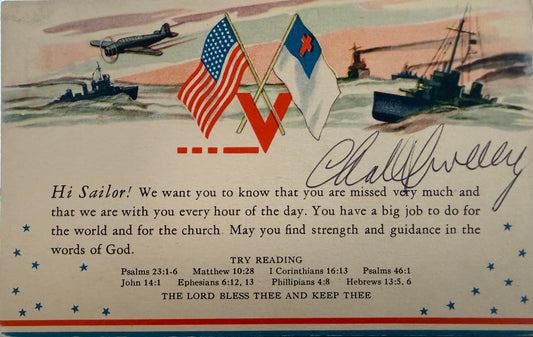 V
Hi Sailor! We want you to know that you are missed very much and
that we are with you every hour of the day. You have a big job to do for
the world and for the church. May you find strength and guidance in the
words of God.
TRY READING
Psalms 23:1-6 Matthew 10:28 I Corinthians 16:13 Psalms 46:1
John 14:1 Ephesians 6:12, 13 Phillipians 4:8 Hebrews 13:5, 6
THE LORD BLESS THEE AND KEEP THEE